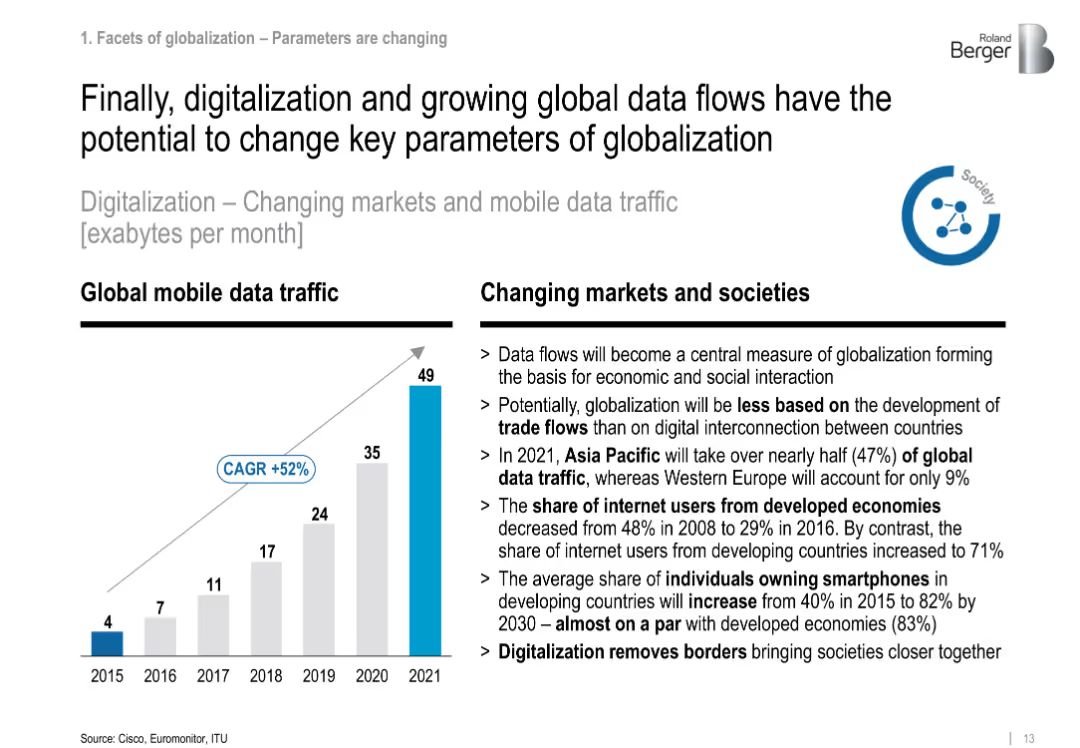 1. Facets of globalization – Parameters are changing
Roland
Berger
B
Finally, digitalization and growing global data flows have the
potential to change key parameters of globalization
Digitalization – Changing markets and mobile data traffic
[exabytes per month]
Society
Global mobile data traffic
49
35
24
17
11
7
4
CAGR +52%
2015 2016 2017 2018 2019 2020 2021
Changing markets and societies
> Data flows will become a central measure of globalization forming
the basis for economic and social interaction
> Potentially, globalization will be less based on the development of
trade flows than on digital interconnection between countries
> In 2021, Asia Pacific will take over nearly half (47%) of global
data traffic, whereas Western Europe will account for only 9%
> The share of internet users from developed economies
decreased from 48% in 2008 to 29% in 2016. By contrast, the
share of internet users from developing countries increased to 71%
> The average share of individuals owning smartphones in
developing countries will increase from 40% in 2015 to 82% by
2030 – almost on a par with developed economies (83%)
> Digitalization removes borders bringing societies closer together
Source: Cisco, Euromonitor, ITU
| 13